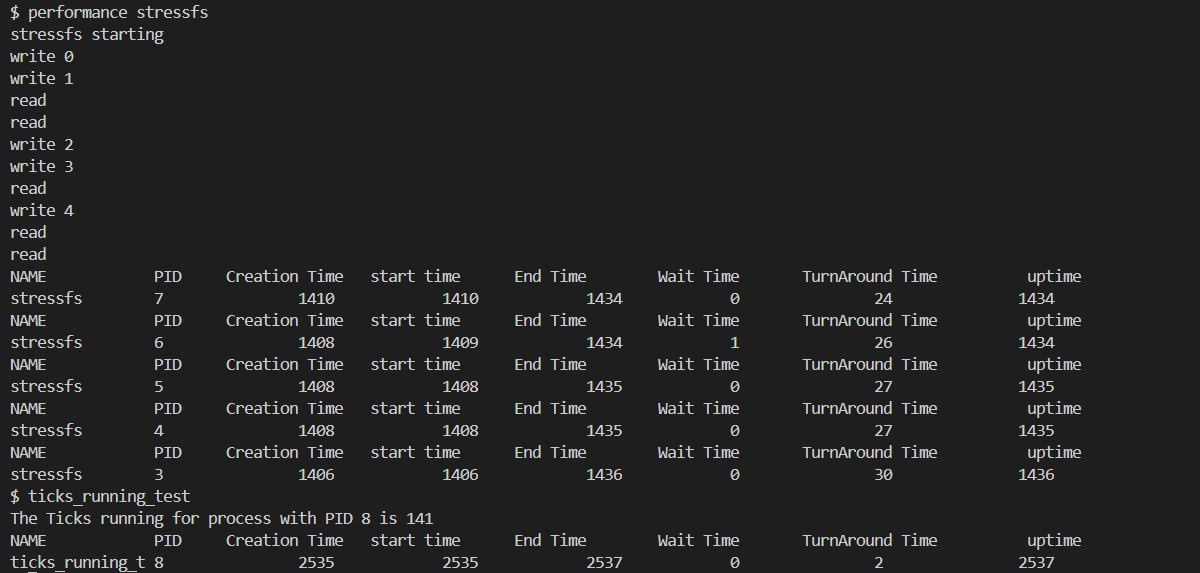 $ performance stressfs
stressfs starting
write 0
write 1
read
read
write 2
write 3
read
write 4
read
read
NAME PID Creation Time start time End Time Wait Time TurnAround Time uptime
stressfs 7 1410 1410 1434 0 24 1434
NAME PID Creation Time start time End Time Wait Time TurnAround Time uptime
stressfs 6 1408 1409 1434 1 26 1434
NAME PID Creation Time start time End Time Wait Time TurnAround Time uptime
stressfs 5 1408 1408 1435 0 27 1435
NAME PID Creation Time start time End Time Wait Time TurnAround Time uptime
stressfs 4 1408 1408 1435 0 27 1435
NAME PID Creation Time start time End Time Wait Time TurnAround Time uptime
stressfs 3 1406 1406 1436 0 30 1436
$ ticks_running_test
The Ticks running for process with PID 8 is 141
NAME PID Creation Time start time End Time Wait Time TurnAround Time uptime
ticks_running_t 8 2535 2535 2537 0 2 2537